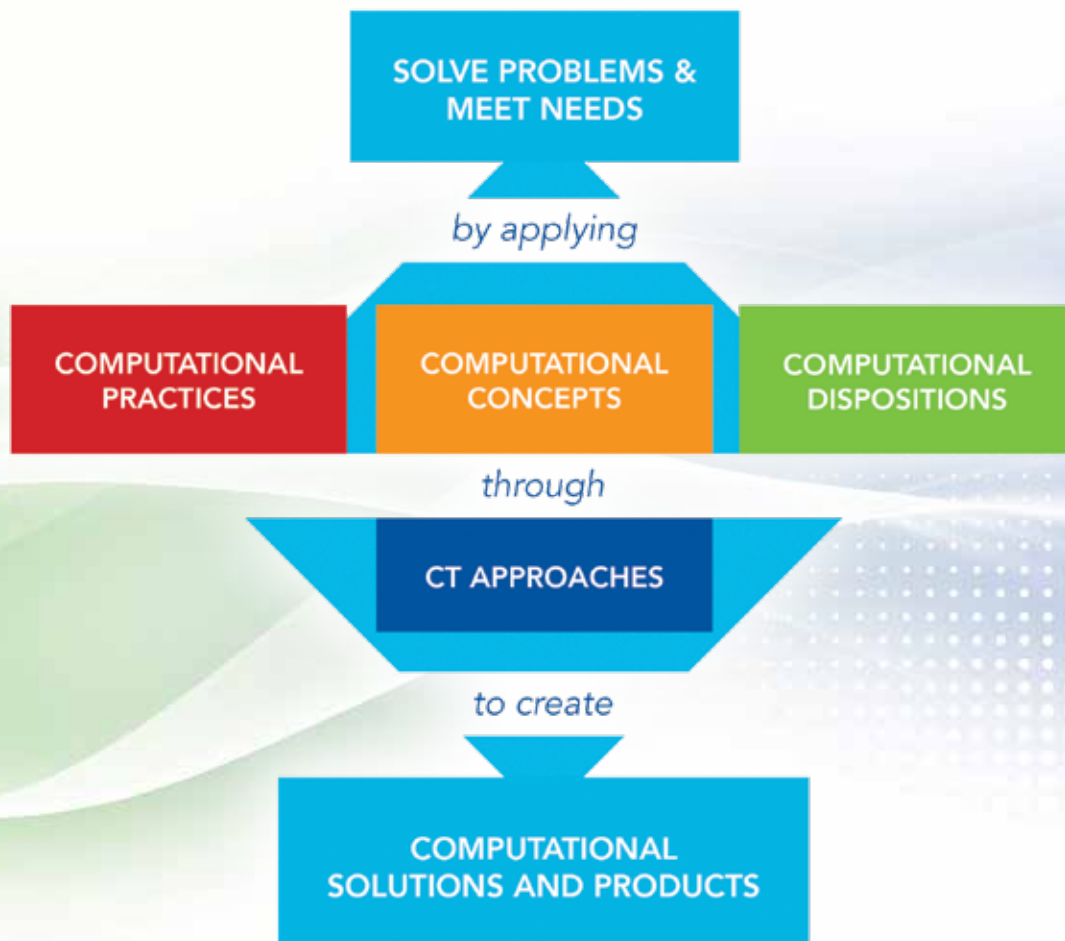 SOLVE PROBLEMS &
MEET NEEDS
by applying
COMPUTATIONAL
PRACTICES
COMPUTATIONAL
CONCEPTS
COMPUTATIONAL
DISPOSITIONS
through
CT APPROACHES
to create
COMPUTATIONAL
SOLUTIONS AND PRODUCTS